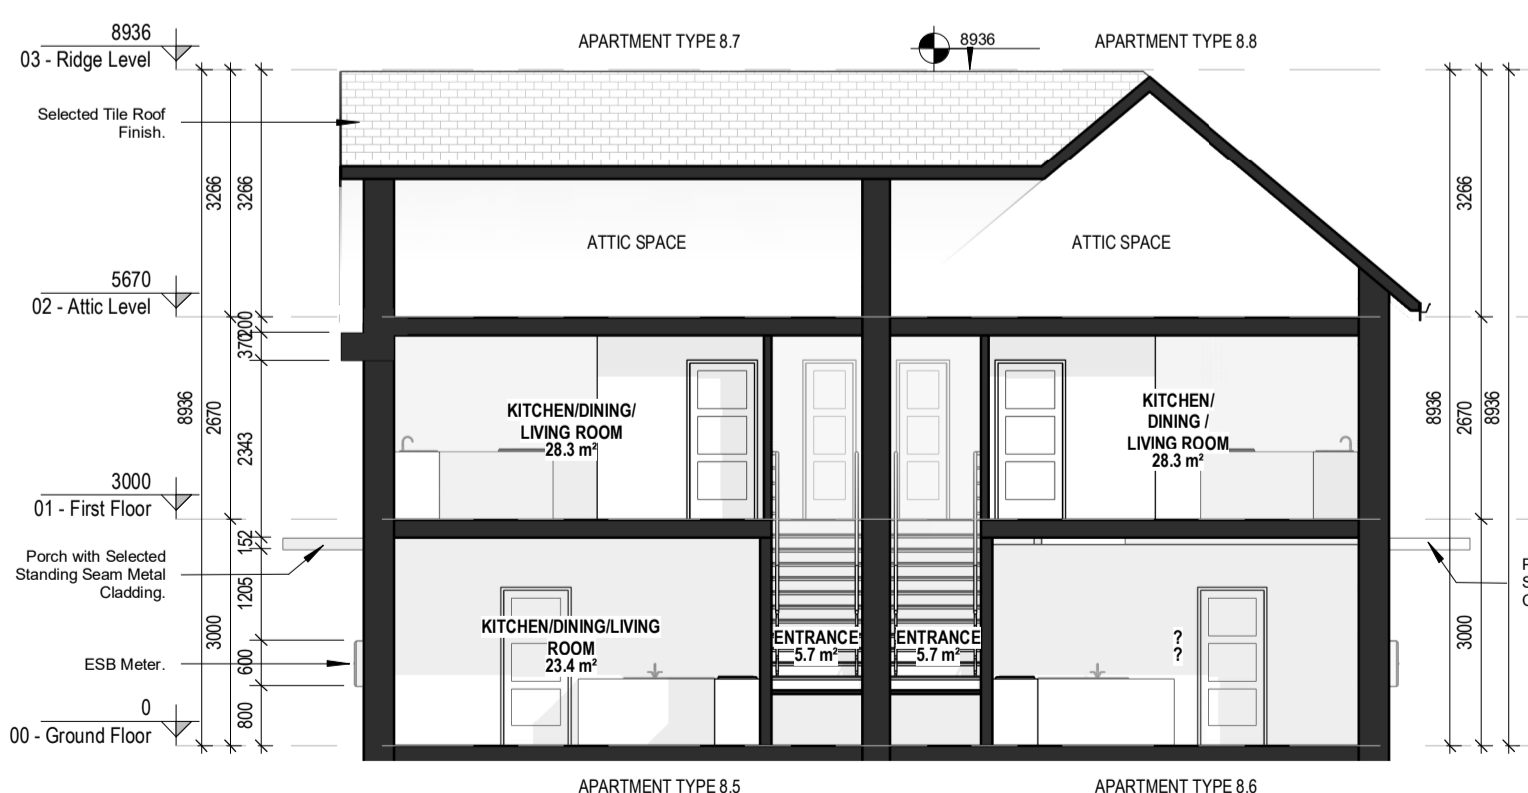 8936
03 - Ridge Level
APARTMENT TYPE 8.7
8936
APARTMENT TYPE 8.8
Selected Tile Roof
Finish.
3266
3266
3266
ATTIC SPACE
ATTIC SPACE
5670
02 - Attic Level
200
370
8936
2670
2343
8936
2670
8936
KITCHEN/DINING/
LIVING ROOM
28.3 m²
KITCHEN/
DINING /
LIVING ROOM
28.3 m²
3000
01 - First Floor
152
Porch with Selected
Standing Seam Metal
Cladding.
1205
3000
3000
KITCHEN/DINING/LIVING
ROOM
23.4 m²
ENTRANCE
5.7 m²
ENTRANCE
5.7 m²
?
?
ESB Meter.
600
0
00 - Ground Floor
800
APARTMENT TYPE 8.5
APARTMENT TYPE 8.6